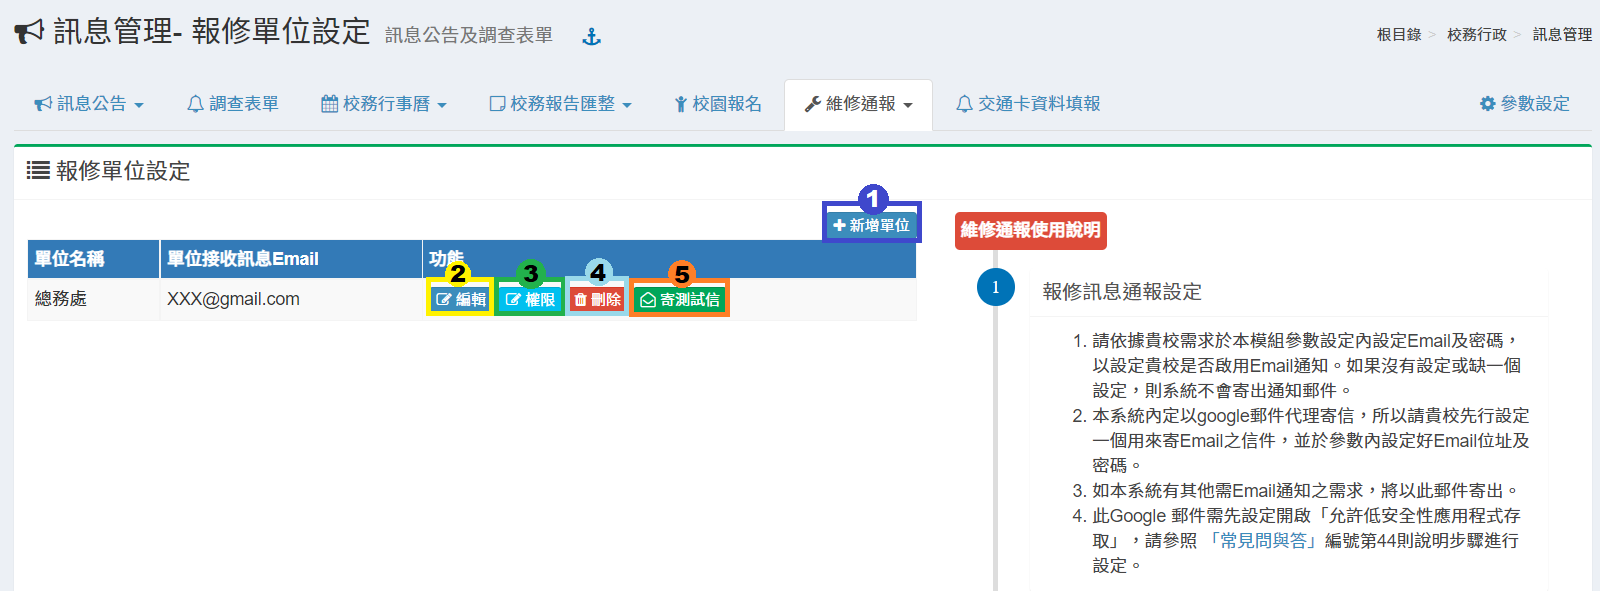 訊息管理- 報修單位設定 訊息公告及調查表單
根目錄 > 校務行政 > 訊息管理
訊息公告 調查表單 校務行事曆 校務報告匯整 校園報名 維修通報 交通卡資料填報 參數設定
報修單位設定
1
新增單位
單位名稱 單位接收訊息Email 功能
2 3 4 5
總務處 XXX@gmail.com 編輯 權限 刪除 寄測試信
維修通報使用說明
1 報修訊息通報設定
1. 請依據貴校需求於本模組參數設定內設定Email及密碼，
以設定貴校是否啟用Email通知。如果沒有設定或缺一個
設定，則系統不會寄出通知郵件。
2. 本系統內定以google郵件代理寄信，所以請貴校先行設定
一個用來寄Email之信件，並於參數內設定好Email位址及
密碼。
3. 如本系統有其他需Email通知之需求，將以此郵件寄出。
4. 此Google 郵件需先設定開啟「允許低安全性應用程式存
取」，請參照 「常見問與答」編號第44則說明步驟進行
設定。